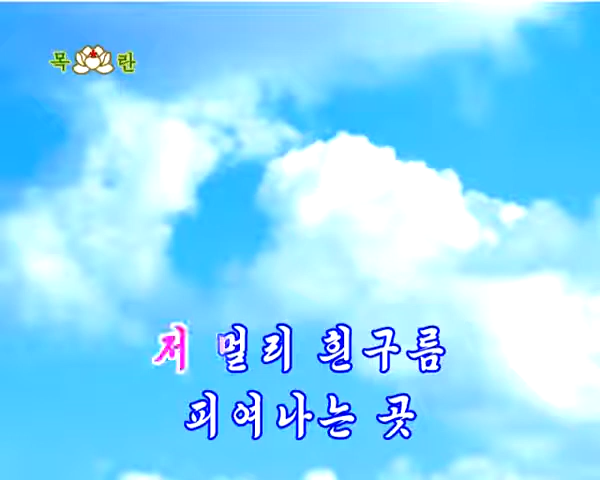 목란
저 멀리 흰구름
피여나는 곳